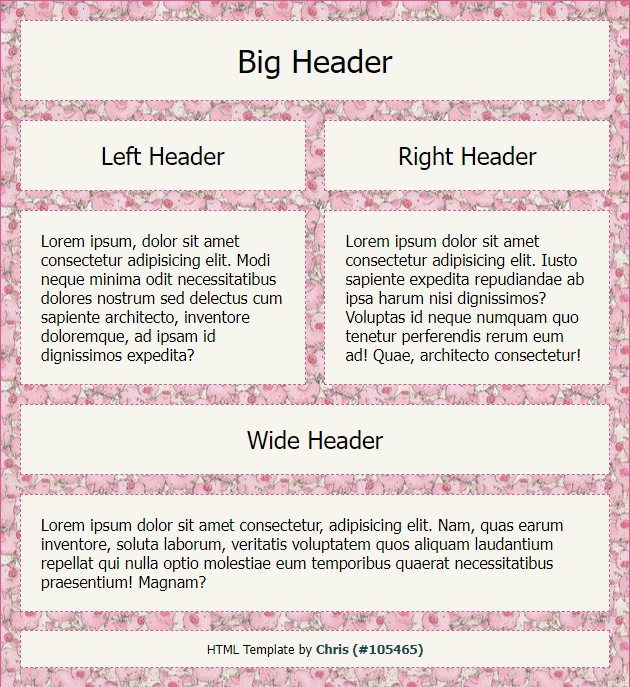 Big Header
Left Header
Right Header
Lorem ipsum, dolor sit amet
consectetur adipisicing elit. Modi
neque minima odit necessitatibus
dolores nostrum sed delectus cum
sapiente architecto, inventore
doloremque, ad ipsam id
dignissimos expedita?
Lorem ipsum dolor sit amet
consectetur adipisicing elit. Iusto
sapiente expedita repudiandae ab
ipsa harum nisi dignissimos?
Voluptas id neque numquam quo
tenetur perferendis rerum eum
ad! Quae, architecto consectetur!
Wide Header
Lorem ipsum dolor sit amet consectetur, adipisicing elit. Nam, quas earum
inventore, soluta laborum, veritatis voluptatem quos aliquam laudantium
repellat qui nulla optio molestiae eum temporibus quaerat necessitatibus
praesentium! Magnam?
HTML Template by Chris (#105465)